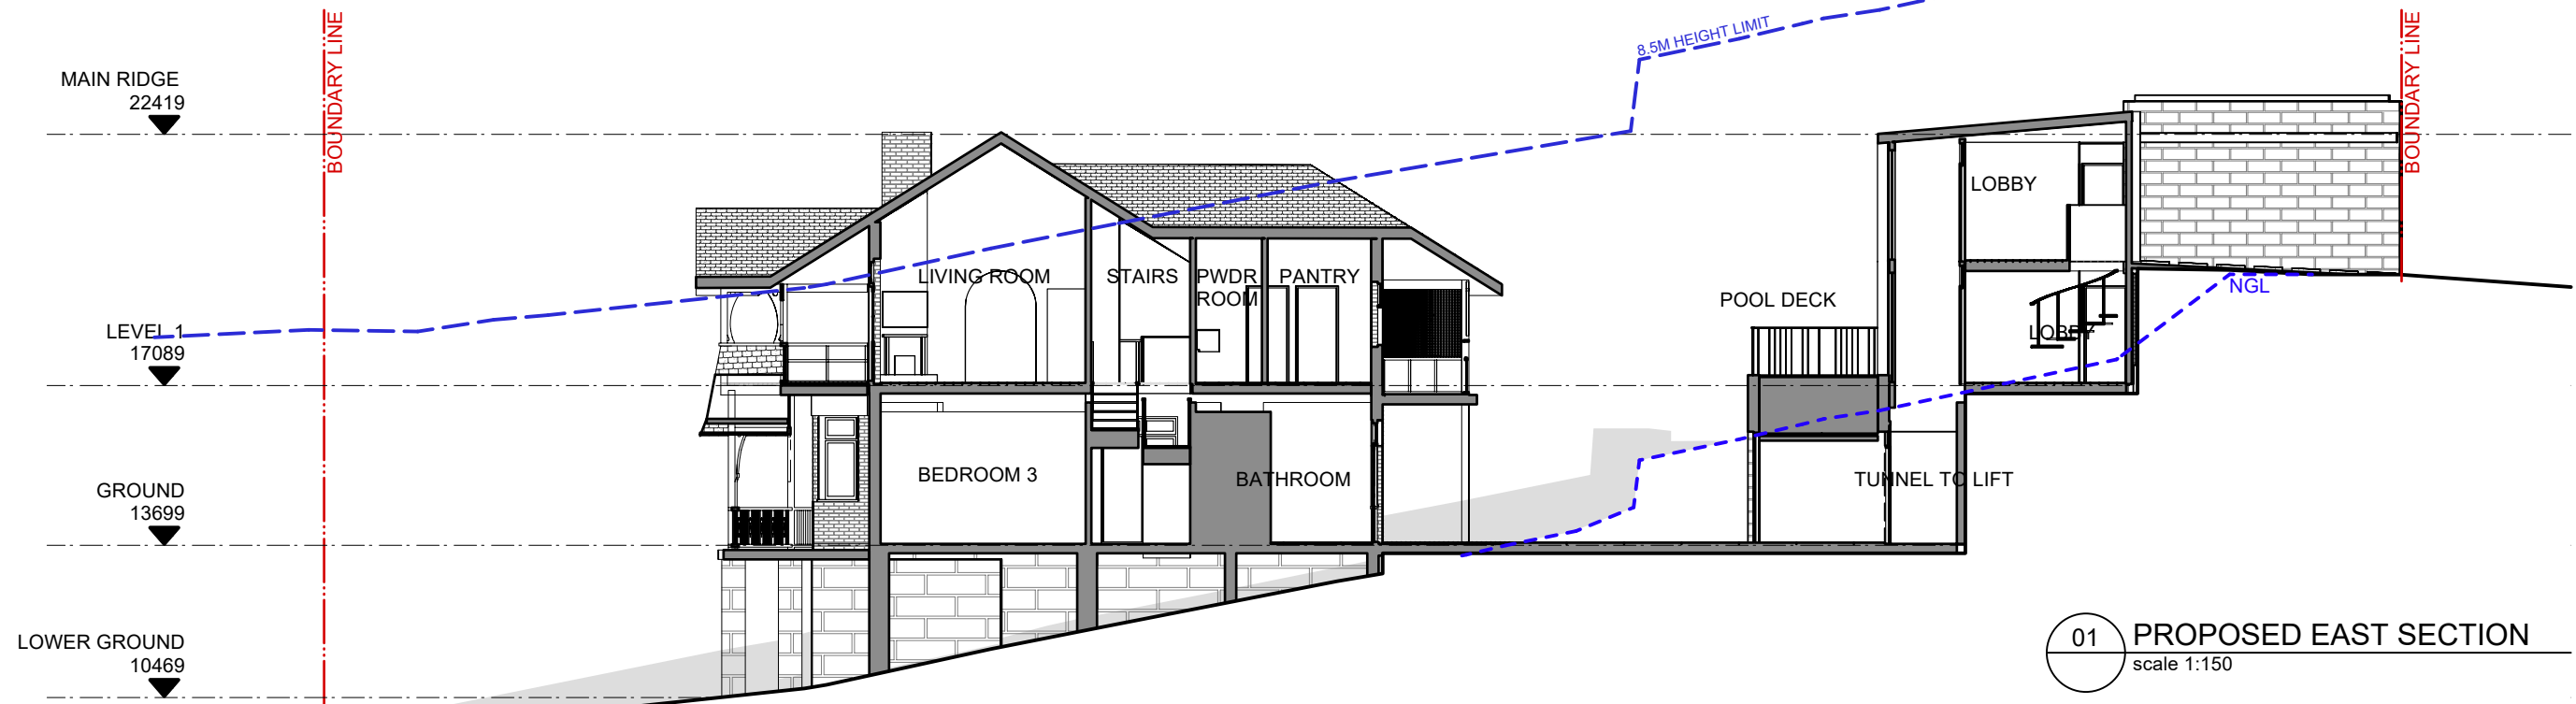 8.5M HEIGHT LIMIT
BOUNDARY LINE
BOUNDARY LINE
MAIN RIDGE
22419
LOBBY
LIVING ROOM
STAIRS
PWDR
ROOM
PANTRY
NGL
POOL DECK
LEVEL 1
17089
LOBBY
BEDROOM 3
BATHROOM
TUNNEL TO LIFT
GROUND
13699
LOWER GROUND
10469
01
PROPOSED EAST SECTION
scale 1:150